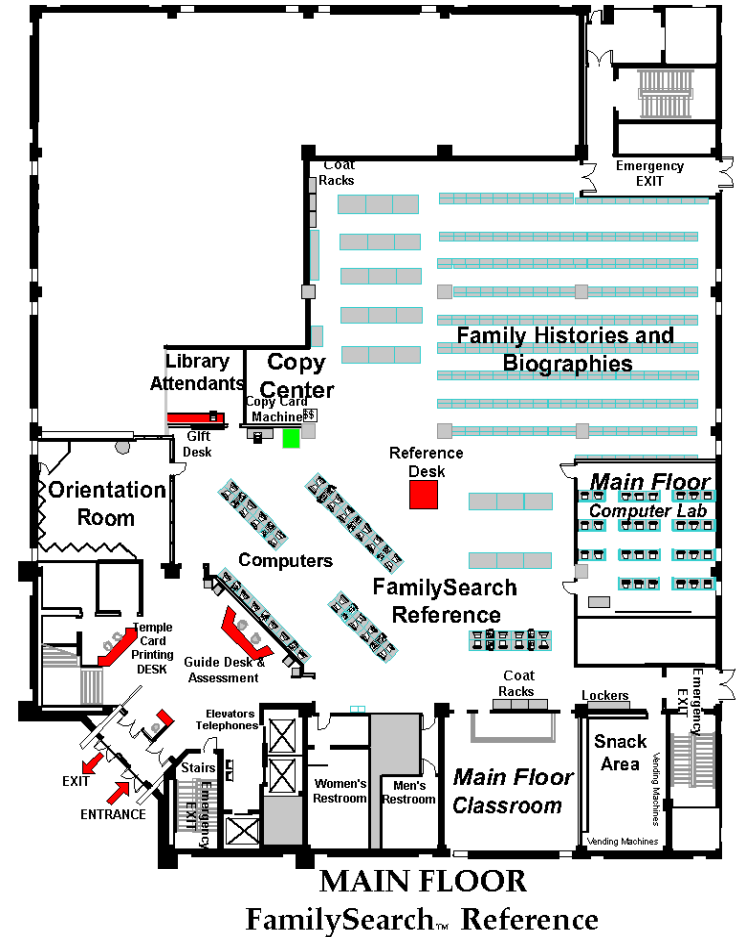 Coat
Racks
Emergency
EXIT
Family Histories and
Biographies
Library
Attendants
Copy
Center
Copy Card
Machine
$$
GIft
Desk
Reference
Desk
Orientation
Room
Main Floor
Computer Lab
Computers
FamilySearch
Reference
Temple
Card
Printing
DESK
Guide Desk &
Assessment
Coat
Racks
Lockers
Emergency
EXIT
Elevators
Telephones
Snack
Area
Vending Machines
Stairs
Emergency
EXIT
Women's
Restroom
Men's
Restroom
Main Floor
Classroom
EXIT
ENTRANCE
Vending Machines
MAIN FLOOR
FamilySearch™ Reference